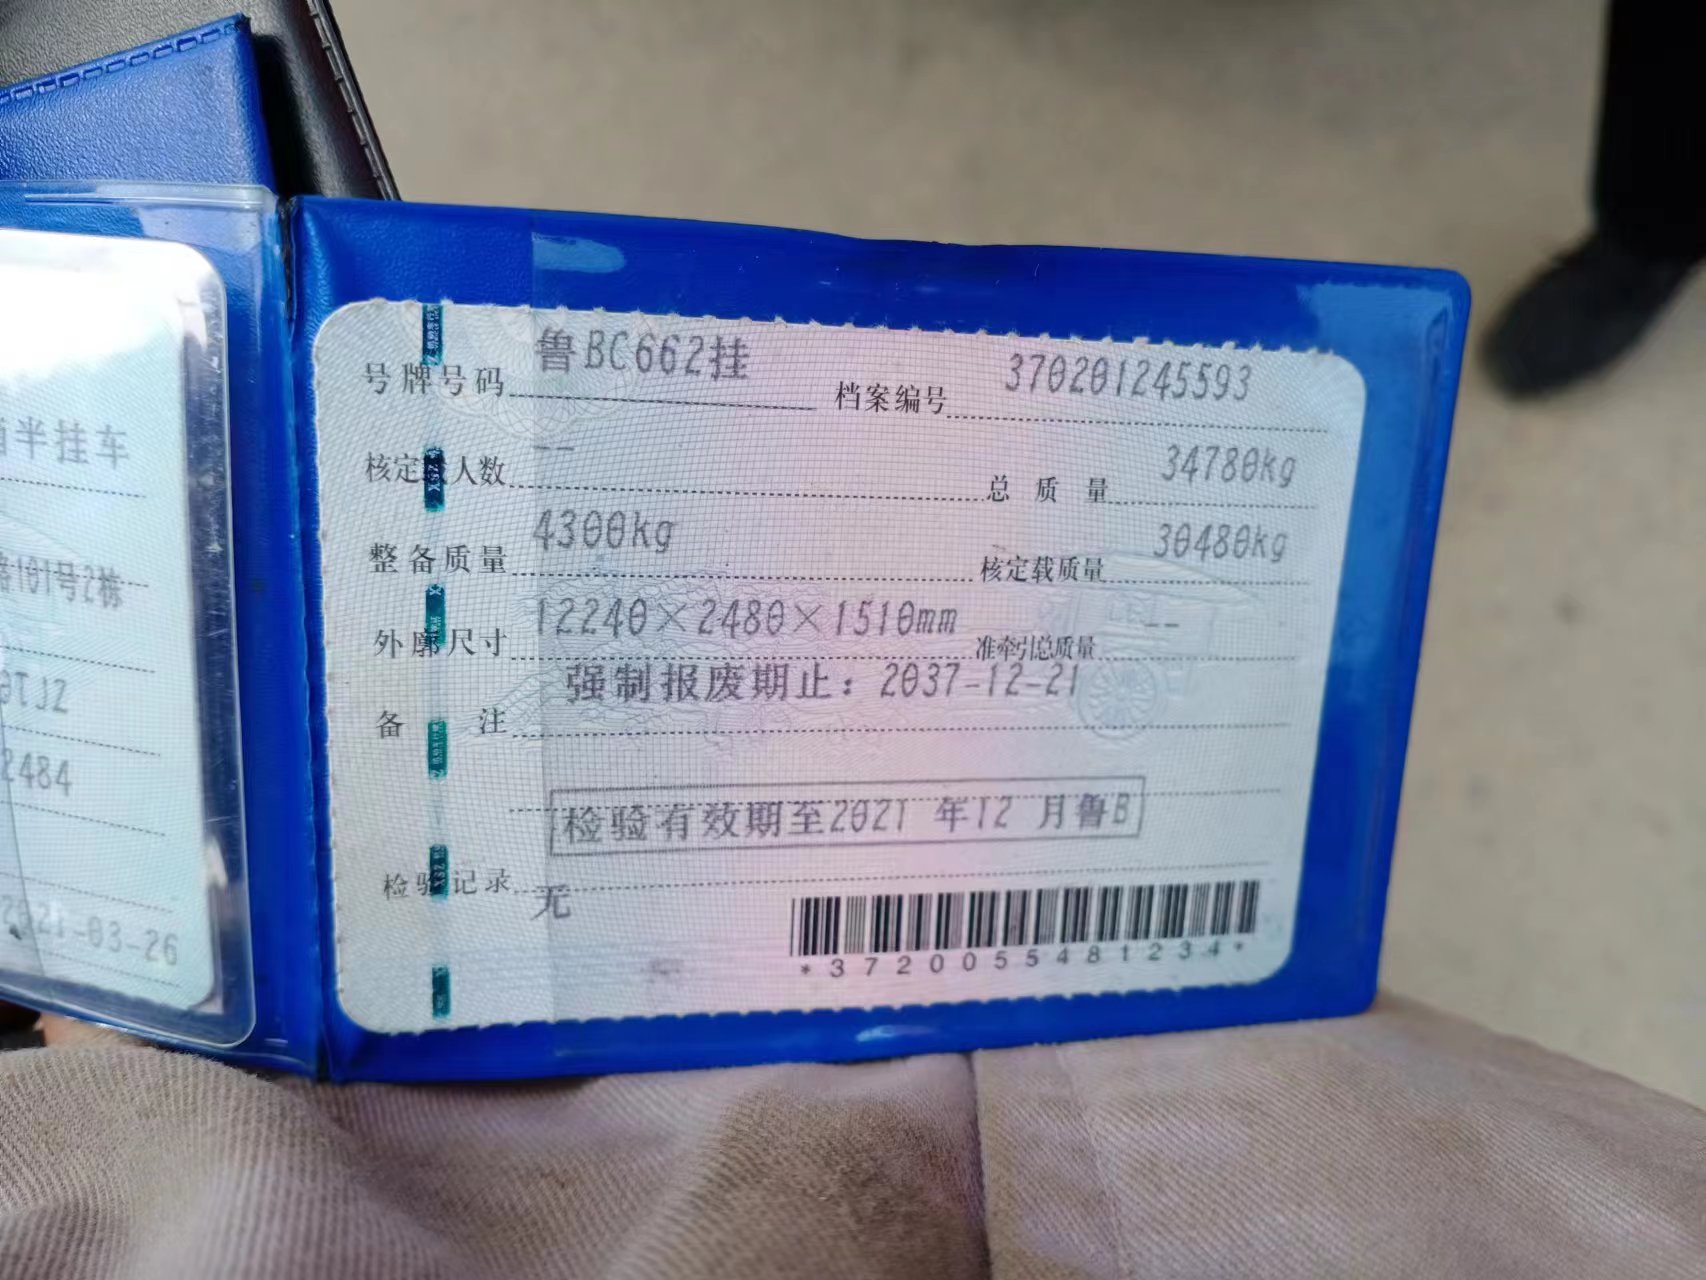 半挂车
101号2栋
2484
2021-03-26
号牌号码 鲁BC662挂 档案编号 370201245593
核定载人数 -- 总质量 34780kg
整备质量 4300kg 核定载质量 30480kg
外廓尺寸 12240×2480×1510mm 准牵引总质量 --
备注 强制报废期止：2037-12-21
检验有效期至2021 年12 月鲁B
检验记录 无
*3720055481234*